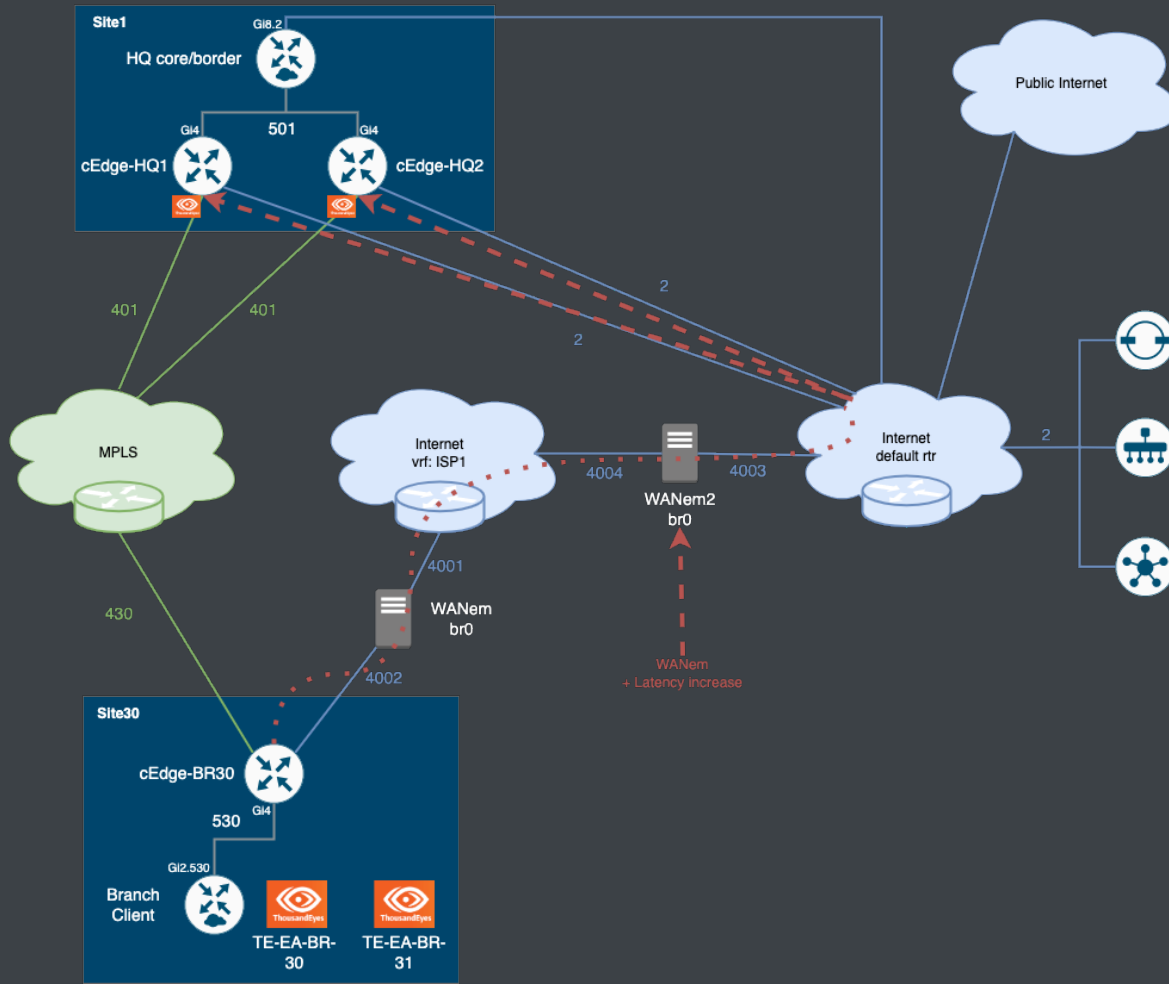 Site1
Gi8.2
HQ core/border
501
Gi4
Gi4
cEdge-HQ1
cEdge-HQ2
ThousandEyes
ThousandEyes
Public Internet
2
2
401
401
MPLS
Internet
vrf: ISP1
4004
4003
WANem2
br0
Internet
default rtr
2
4001
WANem
br0
430
4002
WANem
+ Latency increase
Site30
cEdge-BR30
Gi4
530
Gi2.530
Branch
Client
ThousandEyes
TE-EA-BR-
30
ThousandEyes
TE-EA-BR-
31